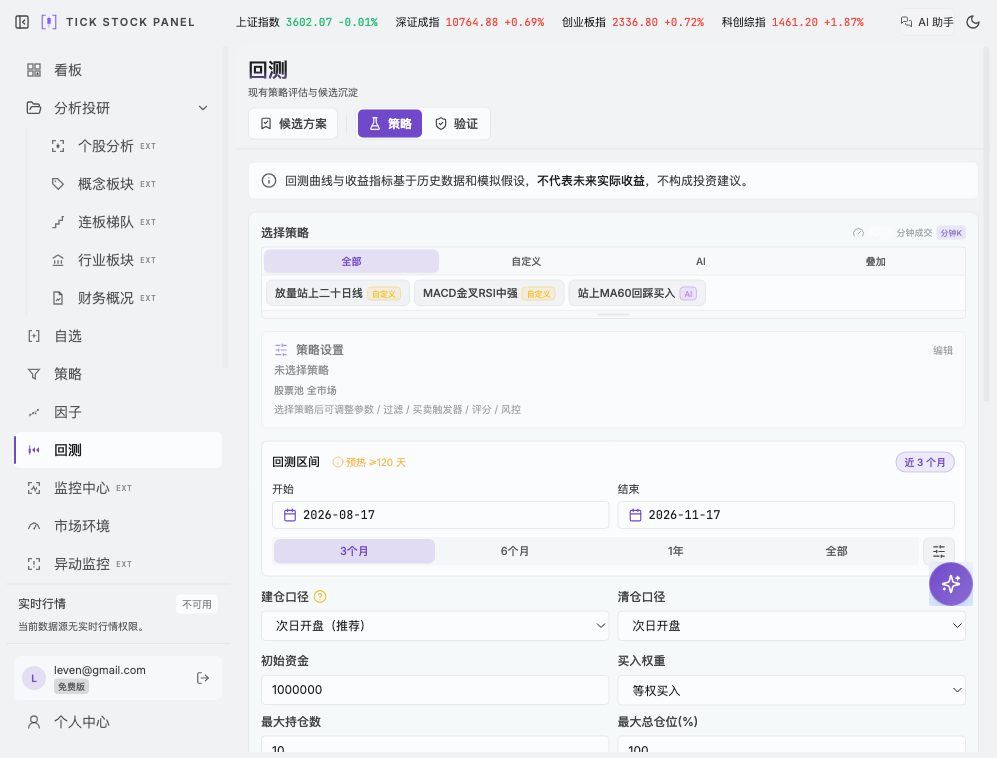 TICK STOCK PANEL
上证指数 3602.07 -0.01% 深证成指 10764.88 +0.69% 创业板指 2336.80 +0.72% 科创综指 1461.20 +1.87%
AI 助手
看板
分析投研
个股分析 EXT
概念板块 EXT
连板梯队 EXT
行业板块 EXT
财务概况 EXT
自选
策略
因子
回测
监控中心 EXT
市场环境
异动监控 EXT
实时行情 不可用
当前数据源无实时行情权限。
L
leven@gmail.com
免费版
个人中心
回测
现有策略评估与候选沉淀
候选方案 策略 验证
回测曲线与收益指标基于历史数据和模拟假设，不代表未来实际收益，不构成投资建议。
选择策略 分钟成交 分钟K
全部 自定义 AI 叠加
放量站上二十日线 自定义 MACD金叉RSI中强 自定义 站上MA60回踩买入 AI
策略设置 编辑
未选择策略
股票池 全市场
选择策略后可调整参数 / 过滤 / 买卖触发器 / 评分 / 风控
回测区间 预热 ≥120 天 近 3 个月
开始 结束
2026-08-17 2026-11-17
3个月 6个月 1年 全部
建仓口径 ? 清仓口径
次日开盘（推荐） 次日开盘
初始资金 买入权重
1000000 等权买入
最大持仓数 最大总仓位(%)
10 100